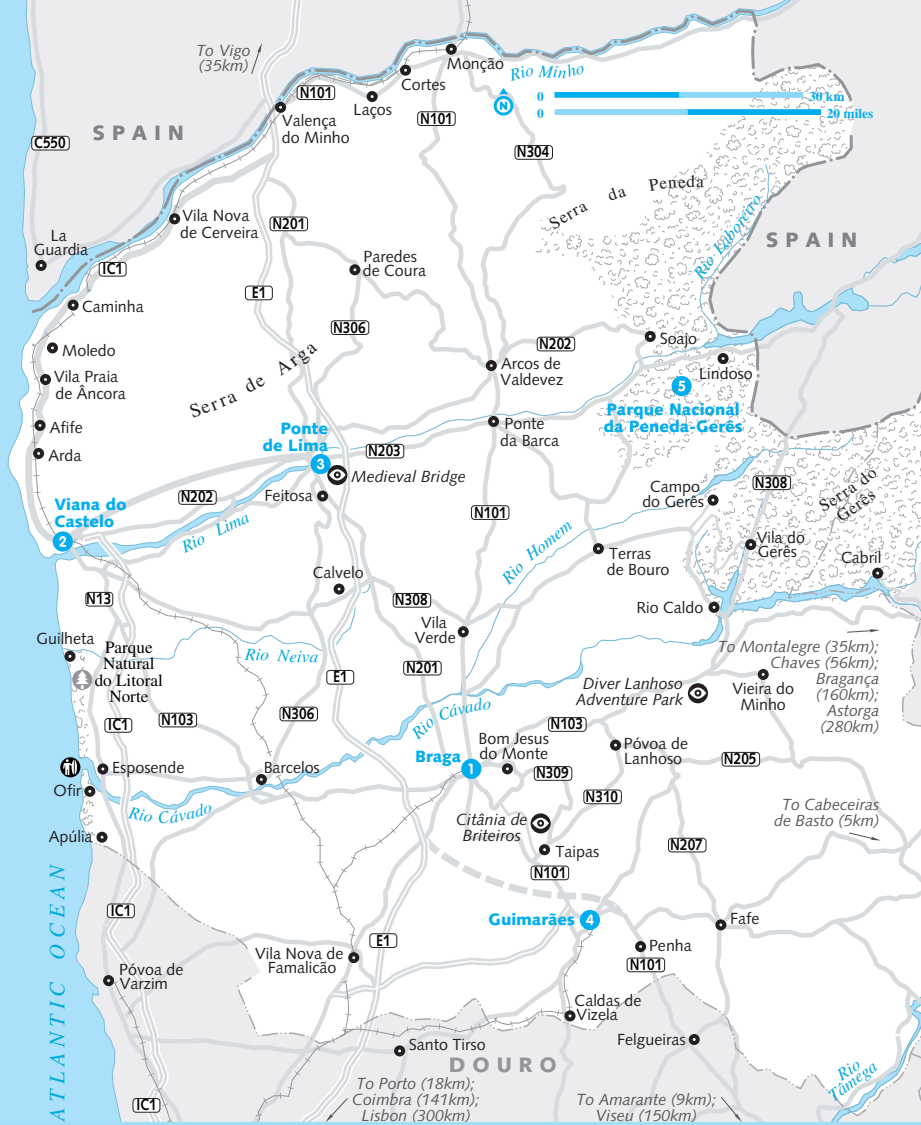 To Vigo
(35km)
Monção
Rio Minho
Cortes
N101
Laços
0
30 km
0
20 miles
N
Valença
do Minho
N101
SPAIN
C550
N304
Serra da Peneda
Vila Nova
de Cerveira
N201
La
Guardia
Rio Laboreiro
SPAIN
IC1
Paredes
de Coura
E1
Caminha
N306
N202
Soajo
Moledo
Serra de Arga
Arcos de
Valdevez
Lindoso
Vila Praia
de Âncora
5
Parque Nacional
da Peneda-Gerês
Afife
Ponte
de Lima
Ponte
da Barca
Arda
N203
3
Medieval Bridge
Feitosa
N202
Campo
do Gerês
N308
Serra do
Gerês
Viana do
Castelo
2
Rio Lima
N101
Rio Homem
Vila do
Gerês
Terras
de Bouro
Cabril
Calvelo
N13
N308
Rio Caldo
Vila
Verde
Guilheta
Parque
Natural
do Litoral
Norte
Rio Neiva
To Montalegre (35km);
Chaves (56km);
Bragança
(160km);
Astorga
(280km)
N201
E1
Diver Lanhoso
Adventure Park
Vieira do
Minho
IC1
N103
N306
Rio Cávado
N103
Bom Jesus
do Monte
Póvoa de
Lanhoso
Braga
1
N205
Esposende
Barcelos
N309
Ofir
N310
Rio Cávado
To Cabeceiras
de Basto (5km)
Citânia de
Briteiros
Apúlia
Taipas
N207
N101
ATLANTIC OCEAN
IC1
Guimarães
4
Fafe
E1
Penha
Vila Nova de
Famalicão
N101
Póvoa de
Varzim
Caldas de
Vizela
Santo Tirso
Felgueiras
DOURO
Rio
Tâmega
To Porto (18km);
Coimbra (141km);
Lisbon (300km)
To Amarante (9km);
Viseu (150km)
IC1